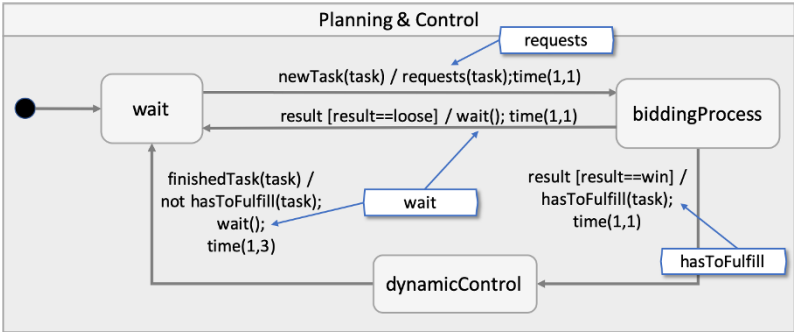 Planning & Control
requests
newTask(task) / requests(task);time(1,1)
wait
biddingProcess
result [result==loose] / wait(); time(1,1)
finishedTask(task) /
not hasToFulfill(task);
wait();
time(1,3)
wait
result [result==win] /
hasToFulfill(task);
time(1,1)
hasToFulfill
dynamicControl